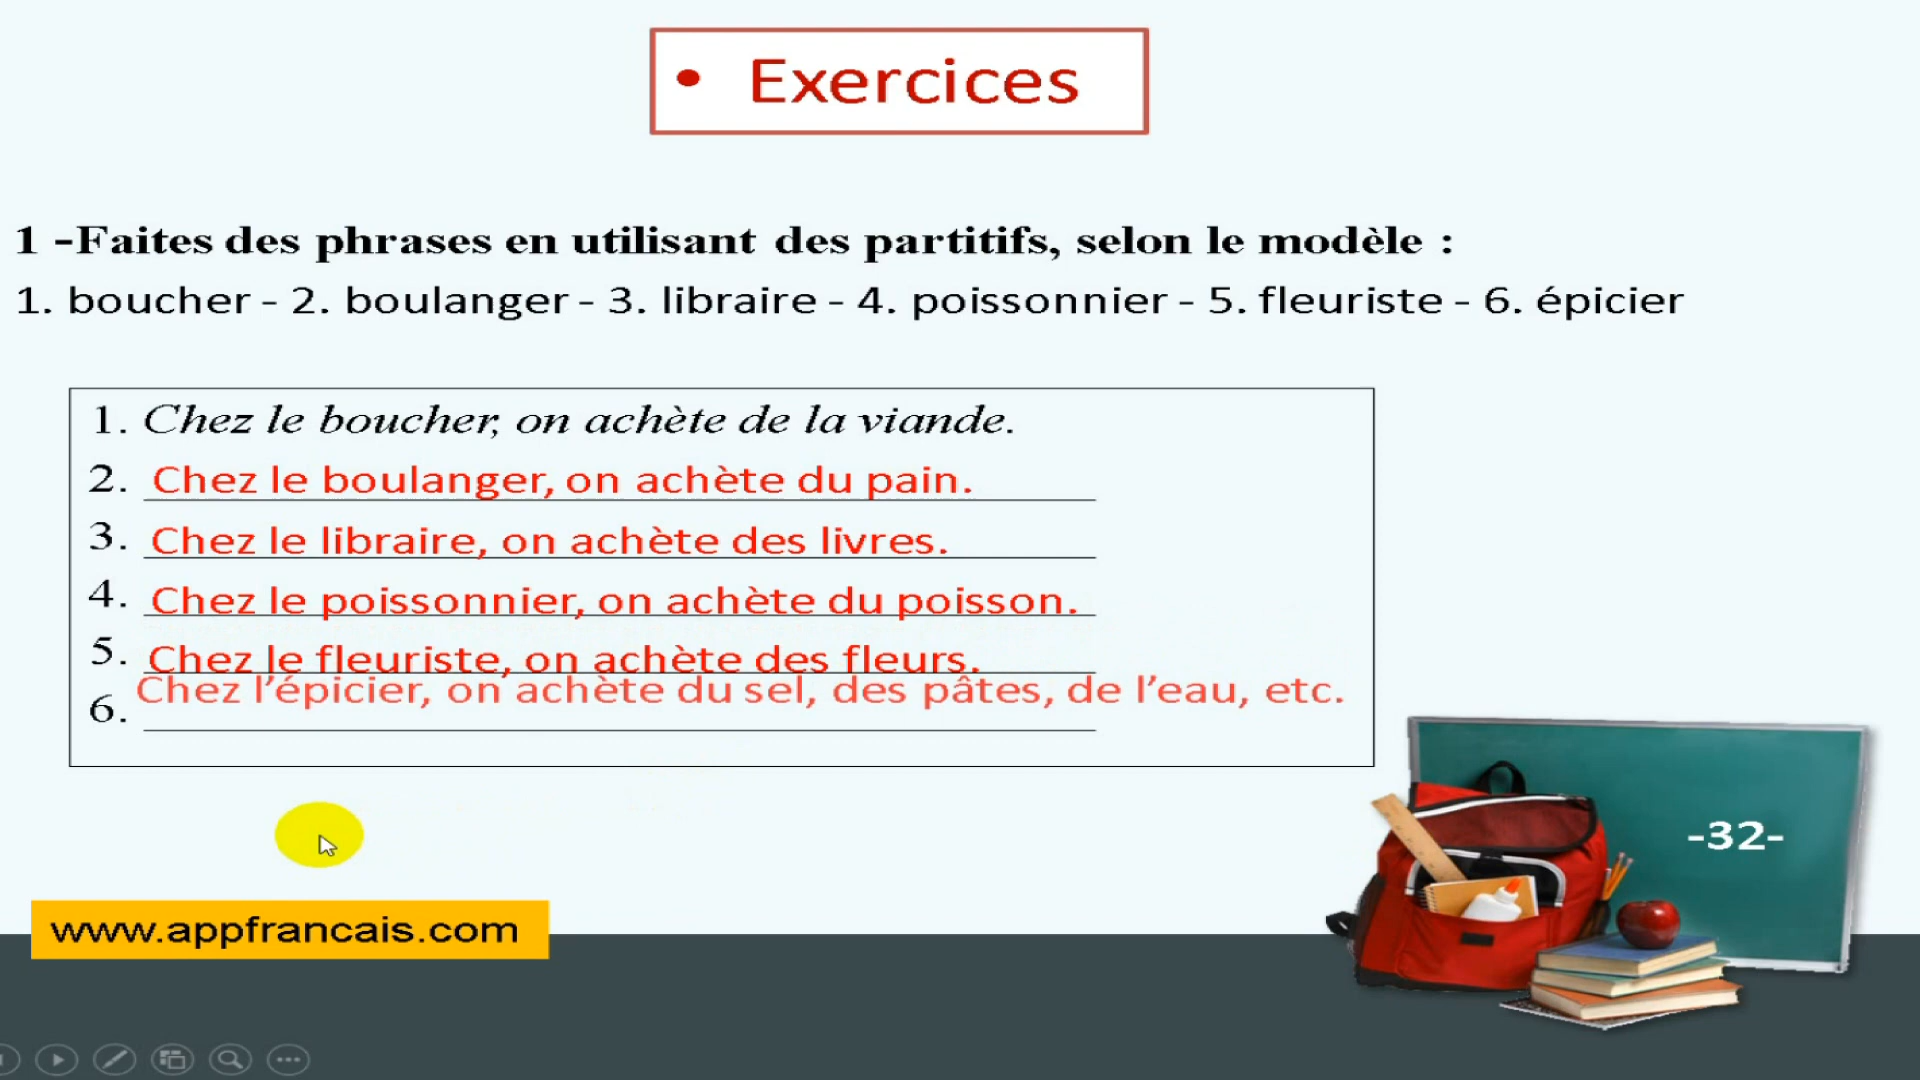 • Exercices
1 -Faites des phrases en utilisant des partitifs, selon le modèle :
1. boucher - 2. boulanger - 3. libraire - 4. poissonnier - 5. fleuriste - 6. épicier
1. Chez le boucher, on achète de la viande.
2. Chez le boulanger, on achète du pain.
3. Chez le libraire, on achète des livres.
4. Chez le poissonnier, on achète du poisson.
5. Chez le fleuriste, on achète des fleurs.
6. Chez l’épicier, on achète du sel, des pâtes, de l’eau, etc.
-32-
www.appfrancais.com